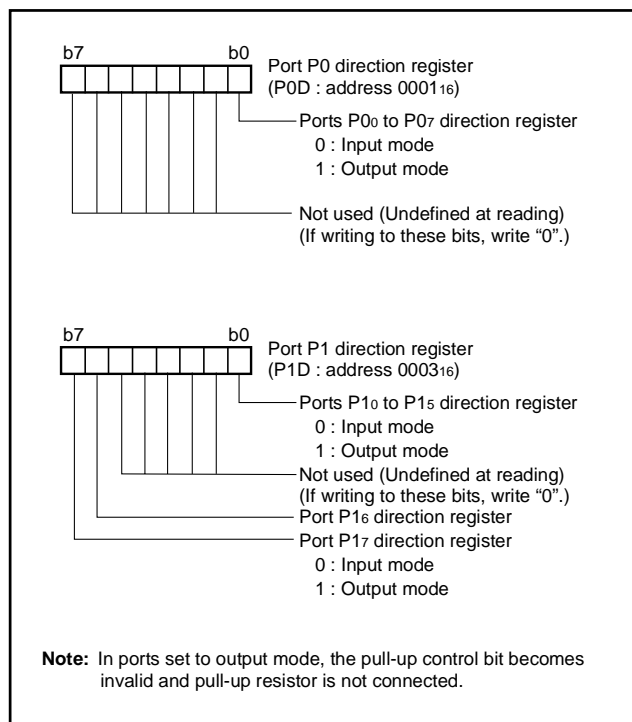 b7 b0
Port P0 direction register
(P0D : address 000116)
Ports P00 to P07 direction register
0 : Input mode
1 : Output mode
Not used (Undefined at reading)
(If writing to these bits, write “0”.)
b7 b0
Port P1 direction register
(P1D : address 000316)
Ports P10 to P15 direction register
0 : Input mode
1 : Output mode
Not used (Undefined at reading)
(If writing to these bits, write “0”.)
Port P16 direction register
Port P17 direction register
0 : Input mode
1 : Output mode
Note: In ports set to output mode, the pull-up control bit becomes
invalid and pull-up resistor is not connected.